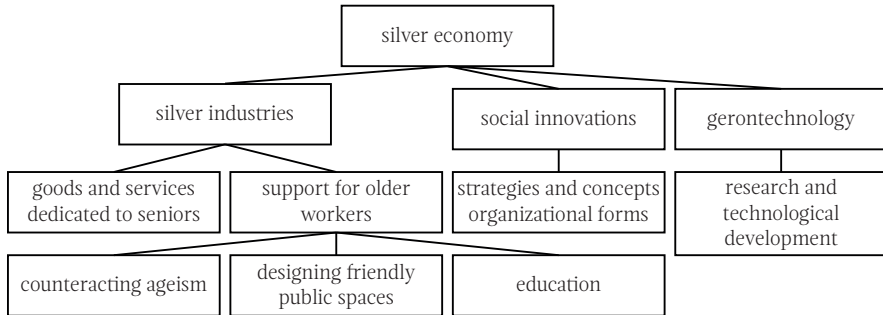 silver economy
silver industries
social innovations
gerontechnology
goods and services
dedicated to seniors
support for older
workers
strategies and concepts
organizational forms
research and
technological
development
counteracting ageism
designing friendly
public spaces
education